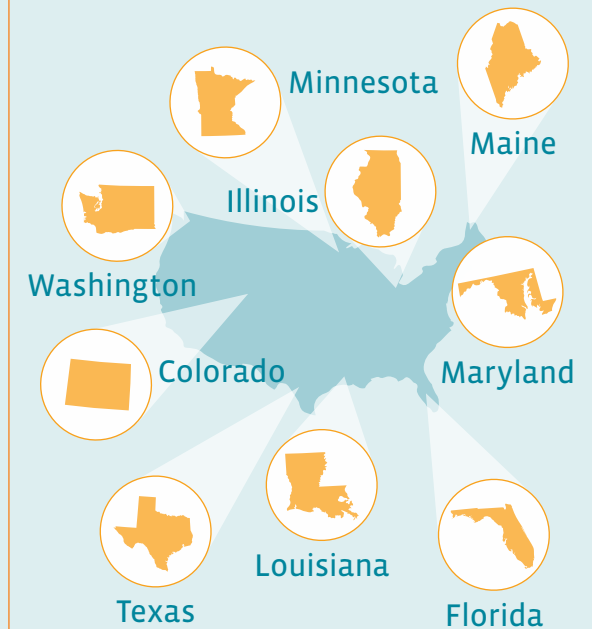 Minnesota
Maine
Illinois
Washington
Colorado
Maryland
Louisiana
Texas
Florida